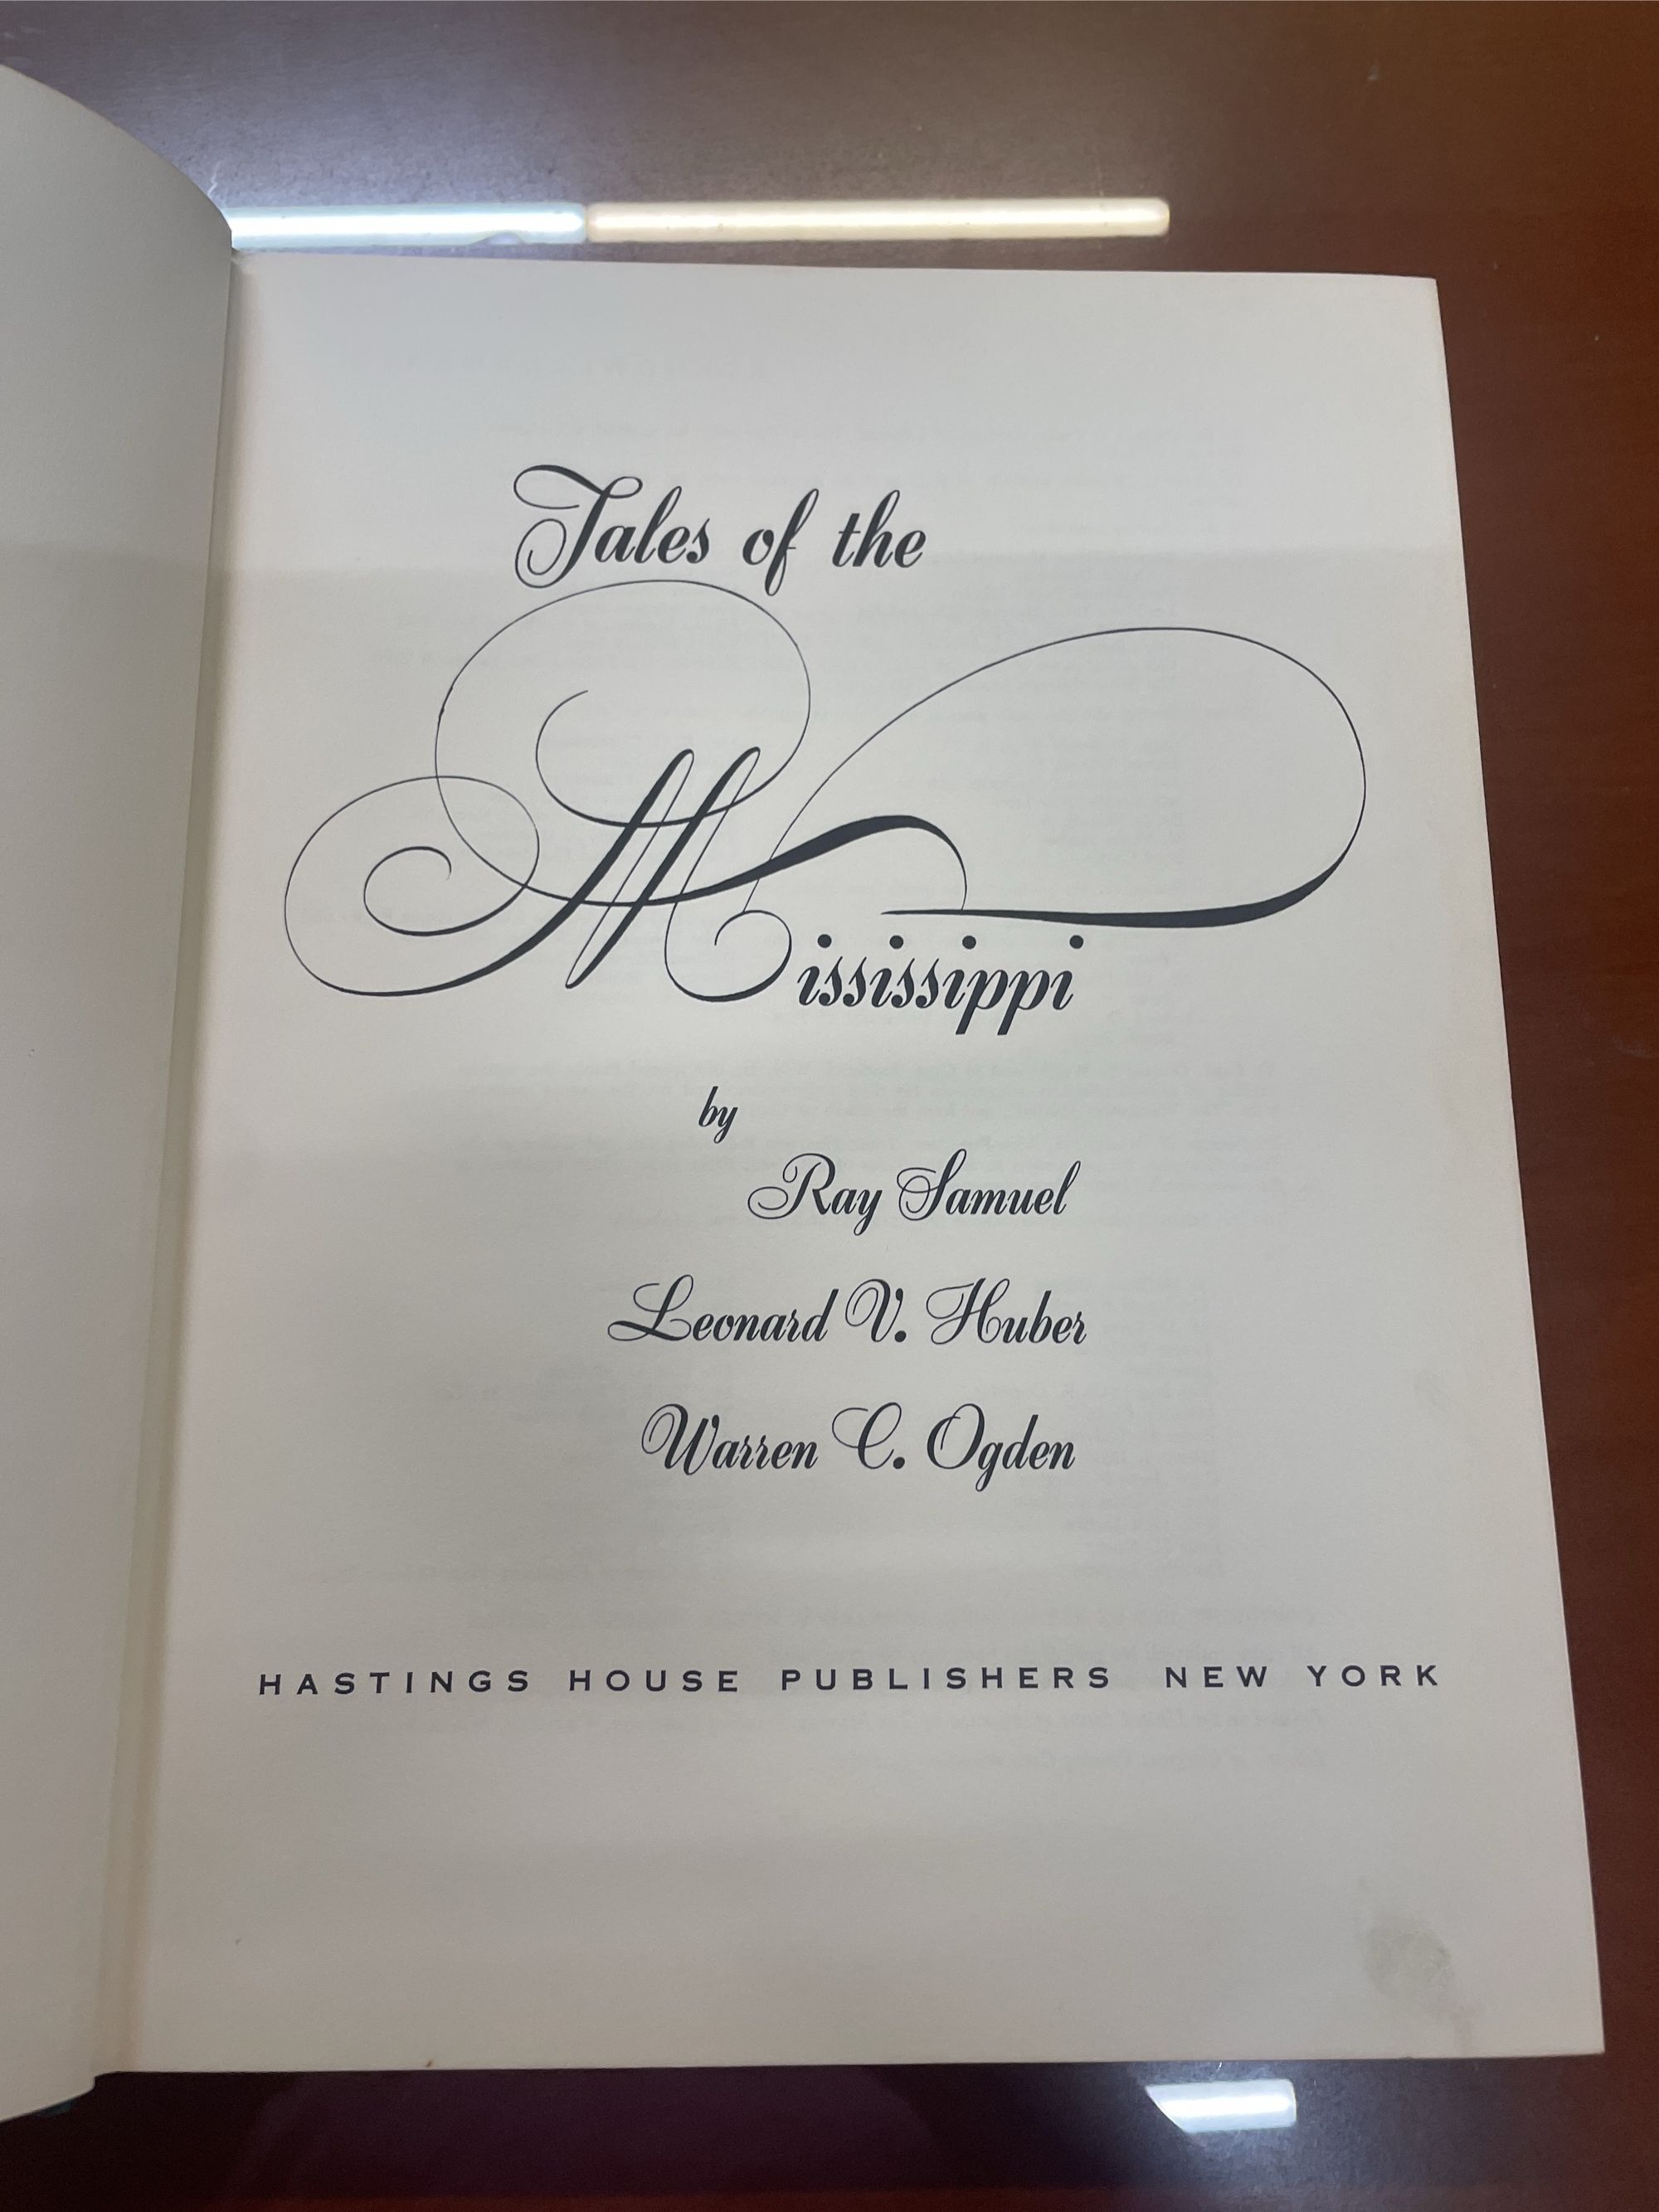 Tales of the
Mississippi
by
Ray Samuel
Leonard V. Huber
Warren C. Ogden
HASTINGS HOUSE PUBLISHERS NEW YORK